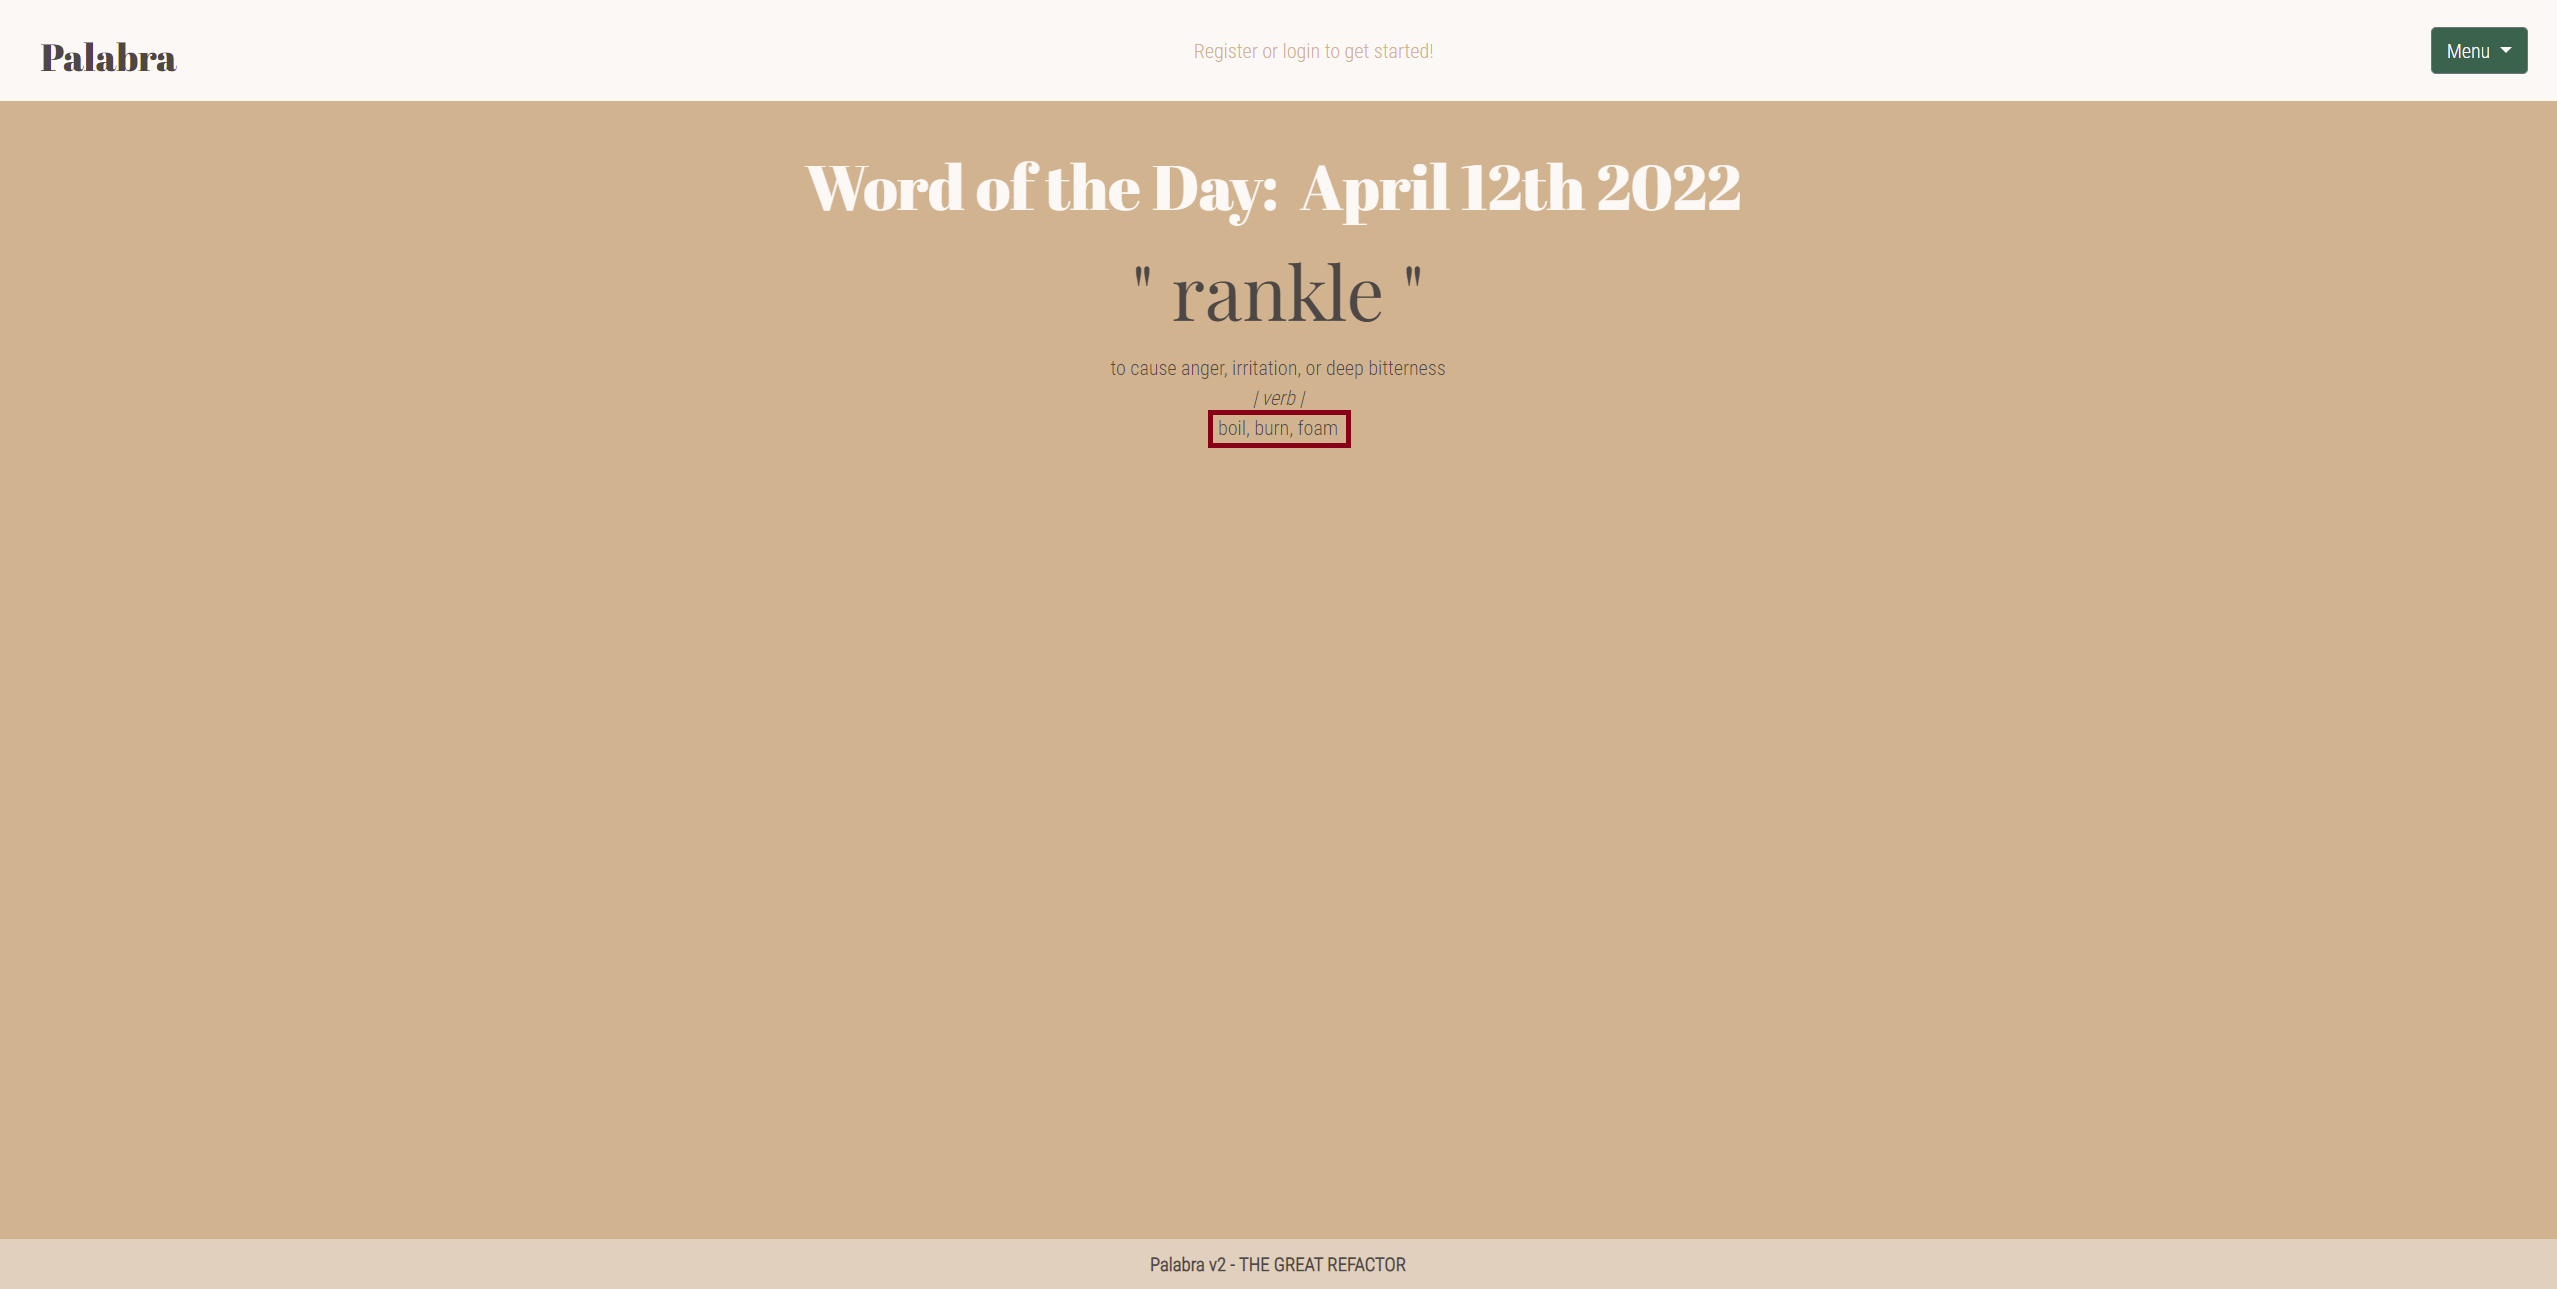 Palabra
Register or login to get started!
Menu
Word of the Day: April 12th 2022
" rankle "
to cause anger, irritation, or deep bitterness
| verb |
boil, burn, foam
Palabra v2 - THE GREAT REFACTOR